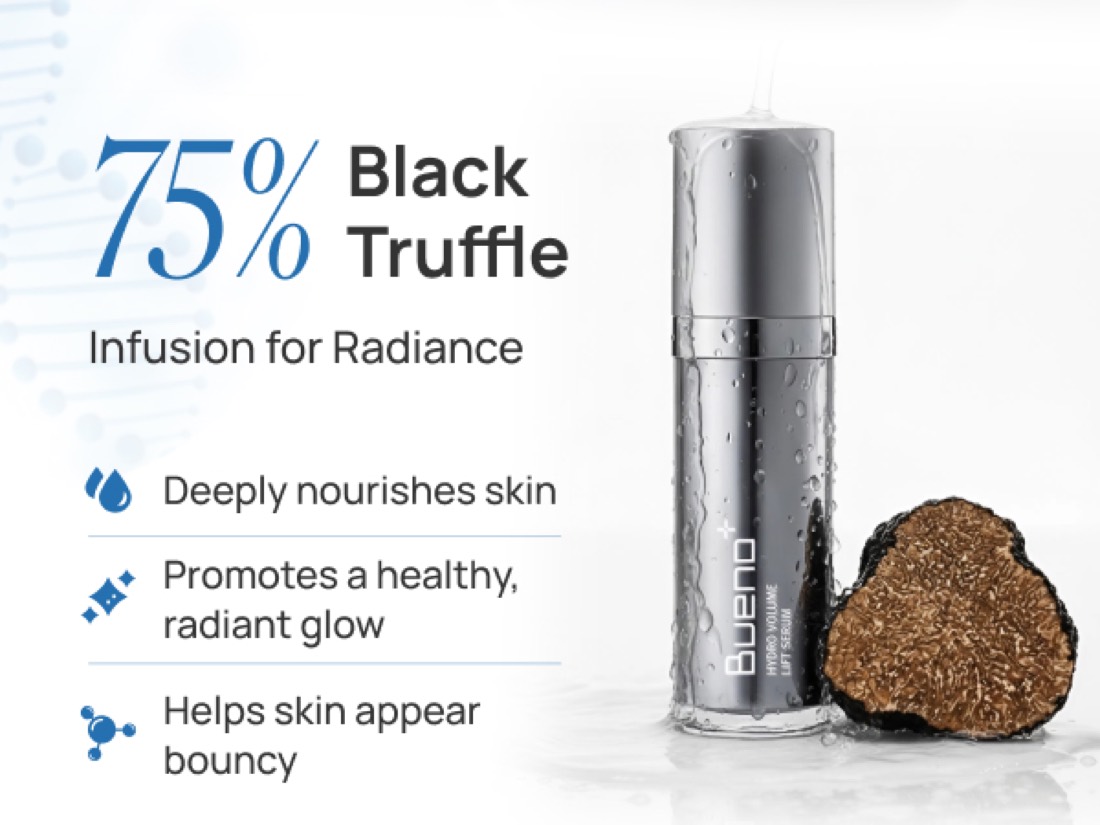 75% Black
Truffle
Infusion for Radiance
Deeply nourishes skin
Promotes a healthy,
radiant glow
Helps skin appear
bouncy
Bueno+
HYDRO VOLUME
LIFT SERUM